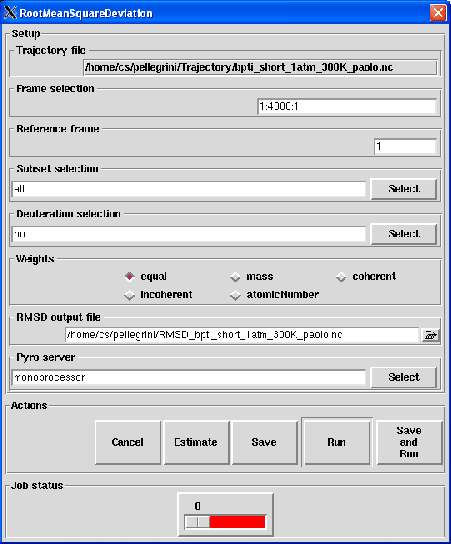 RootMeanSquareDeviation
Setup
Trajectory file
/home/cs/pellegrini/Trajectory/bpti_short_1atm_300K_paolo.nc
Frame selection
1:4000:1
Reference frame
1
Subset selection
all
Select
Deuteration selection
no
Select
Weights
equal mass coherent
incoherent atomicNumber
RMSD output file
/home/cs/pellegrini/RMSD_bpti_short_1atm_300K_paolo.nc
Pyro server
monoprocessor
Select
Actions
Cancel Estimate Save Run Save and Run
Job status
0